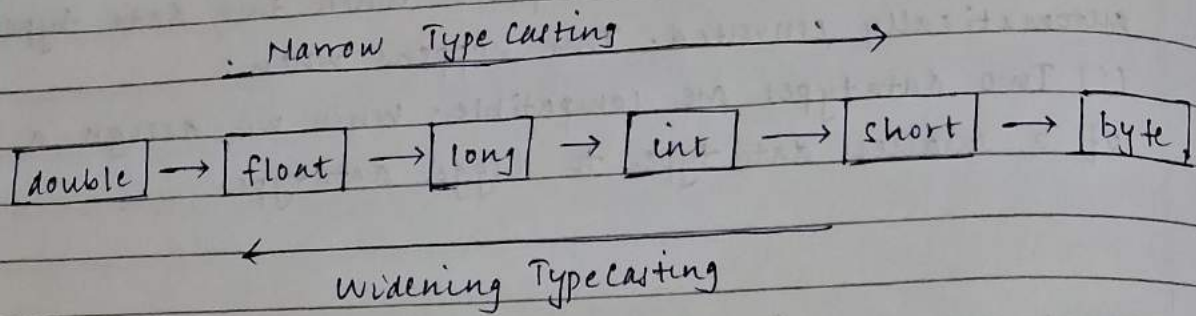 Narrow Type Casting
double → float → long → int → short → byte
Widening Typecasting